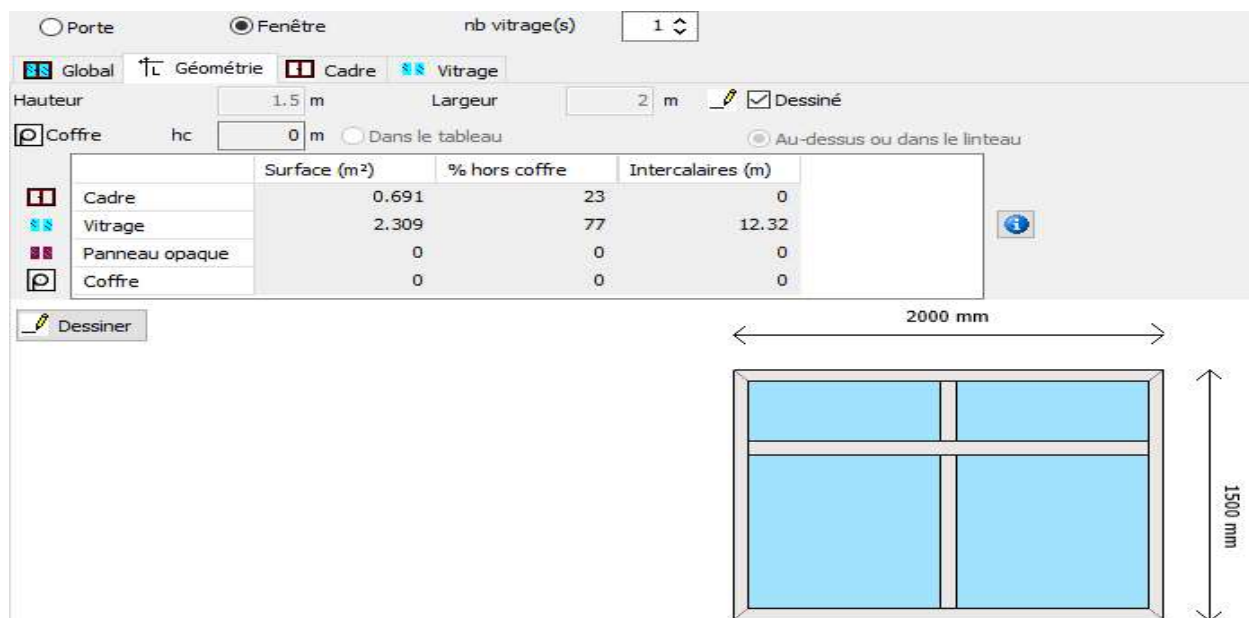 Porte Fenêtre nb vitrage(s) 1
Global Géométrie Cadre Vitrage
Hauteur 1.5 m Largeur 2 m Dessiné
Coffre hc 0 m Dans le tableau Au-dessus ou dans le linteau
Surface (m²) % hors coffre Intercalaires (m)
Cadre 0.691 23 0
Vitrage 2.309 77 12.32
Panneau opaque 0 0 0
Coffre 0 0 0
Dessiner
2000 mm
1500 mm